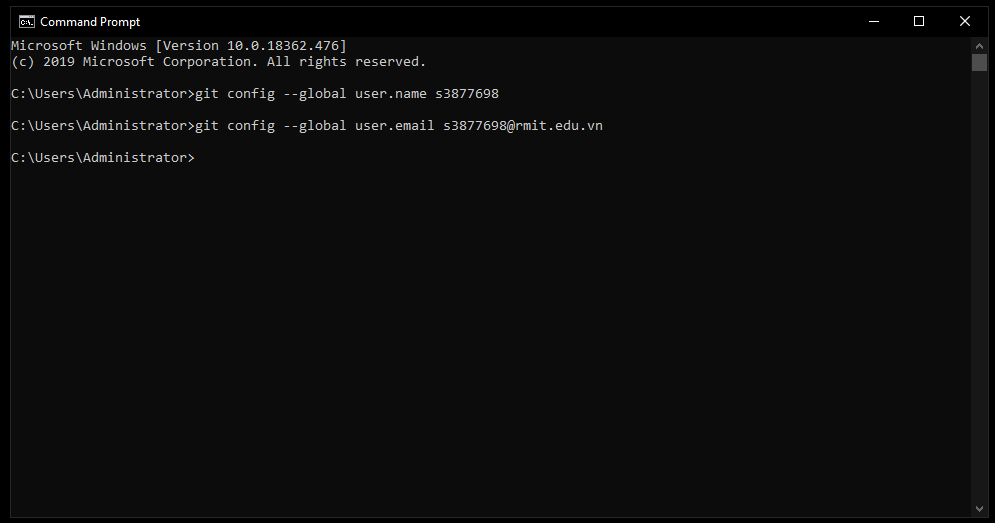 Command Prompt
Microsoft Windows [Version 10.0.18362.476]
(c) 2019 Microsoft Corporation. All rights reserved.
C:\Users\Administrator>git config --global user.name s3877698
C:\Users\Administrator>git config --global user.email s3877698@rmit.edu.vn
C:\Users\Administrator>